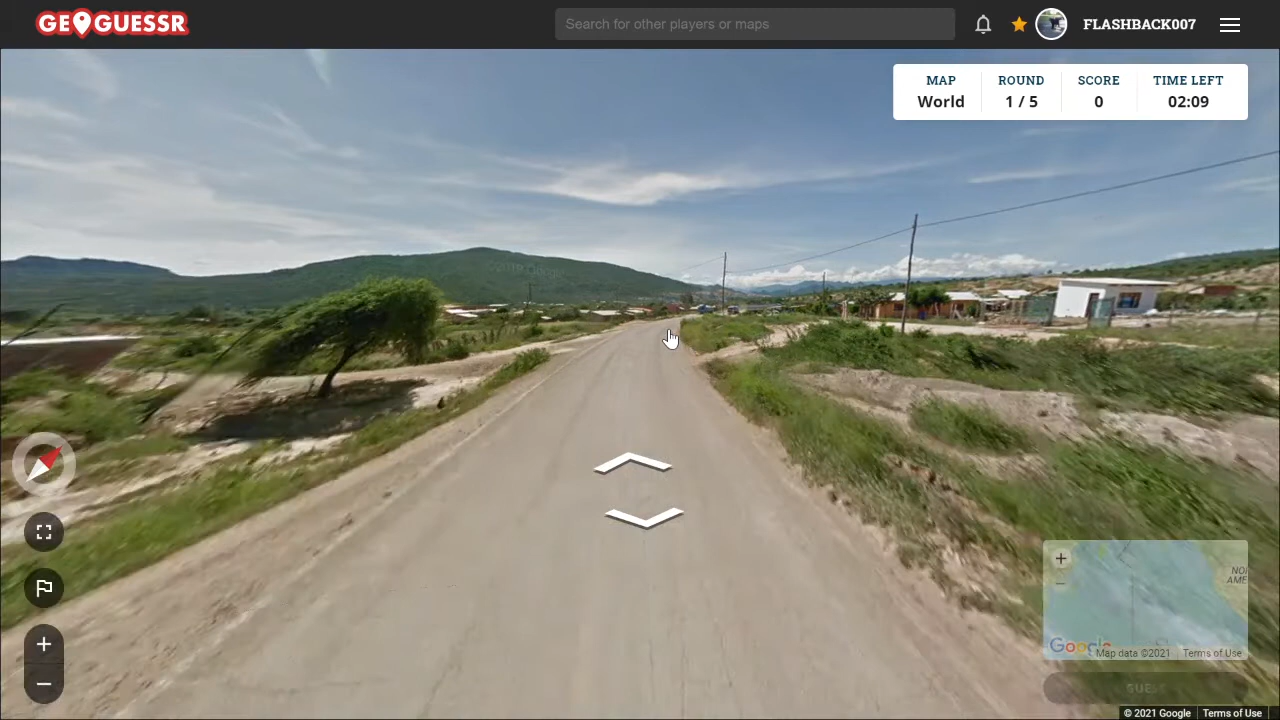 GEOGUESSR
Search for other players or maps
FLASHBACK007
MAP
World
ROUND
1 / 5
SCORE
0
TIME LEFT
02:09
+
−
+
−
Google
Map data ©2021
Terms of Use
GUESS
© 2021 Google
Terms of Use